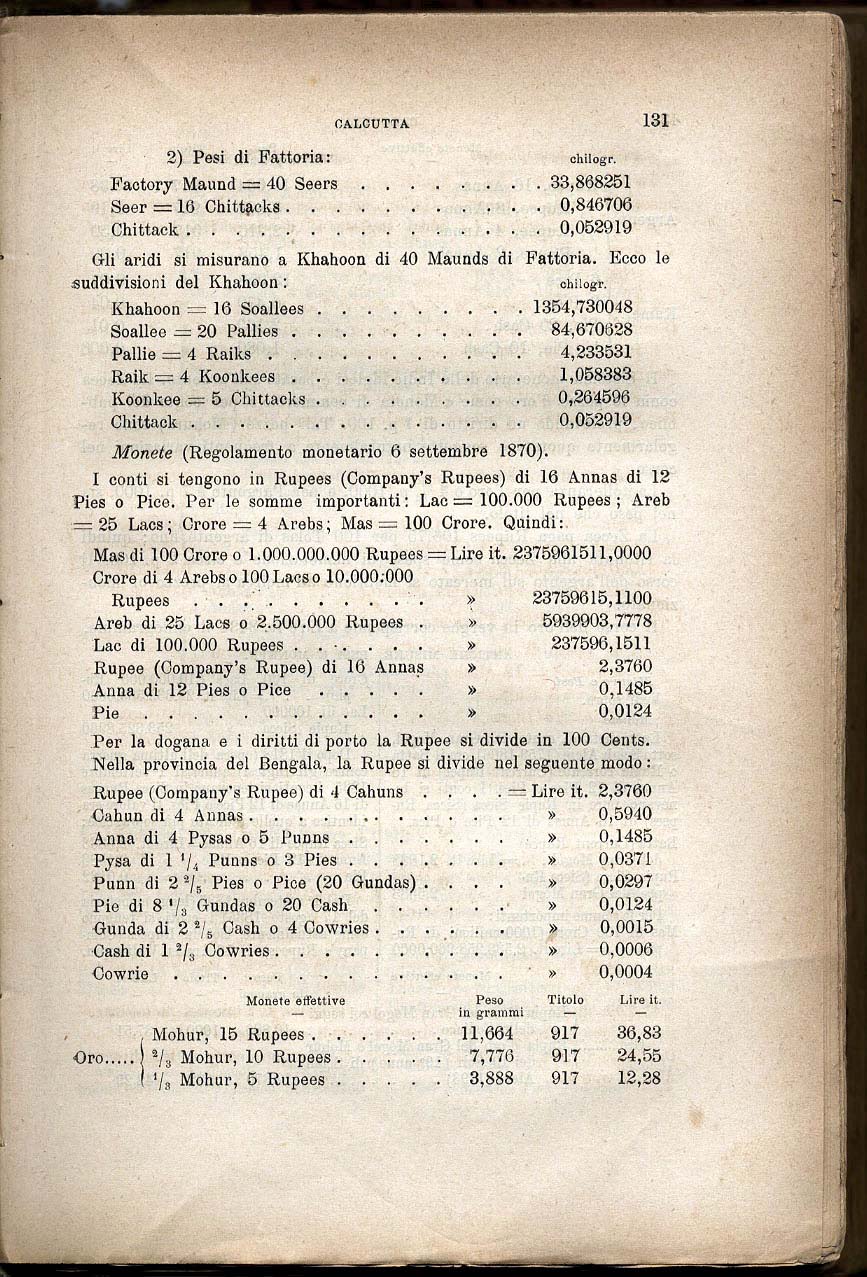 CALCUTTA 131
2) Pesi di Fattoria: chilogr.
Factory Maund = 40 Seers . . . . . . . . 33,868251
Seer = 16 Chittacks . . . . . . . . . . . 0,846706
Chittack . . . . . . . . . . . . . . . 0,052919
Gli aridi si misurano a Khahoon di 40 Maunds di Fattoria. Ecco le
suddivisioni del Khahoon: chilogr.
Khahoon = 16 Soallees . . . . . . . . . 1354,730048
Soallee = 20 Pallies . . . . . . . . . . . 84,670628
Pallie = 4 Raiks . . . . . . . . . . . . 4,233531
Raik = 4 Koonkees . . . . . . . . . . . 1,058383
Koonkee = 5 Chittacks . . . . . . . . . . 0,264596
Chittack . . . . . . . . . . . . . . . 0,052919
Monete (Regolamento monetario 6 settembre 1870).
I conti si tengono in Rupees (Company's Rupees) di 16 Annas di 12
Pies o Pice. Per le somme importanti: Lac = 100.000 Rupees; Areb
= 25 Lacs; Crore = 4 Arebs; Mas = 100 Crore. Quindi:
Mas di 100 Crore o 1.000.000.000 Rupees = Lire it. 2375961511,0000
Crore di 4 Arebs o 100 Lacs o 10.000.000
Rupees . . . . . . . . . . » 23759615,1100
Areb di 25 Lacs o 2.500.000 Rupees . » 5939903,7778
Lac di 100.000 Rupees . . . . . . » 237596,1511
Rupee (Company's Rupee) di 16 Annas » 2,3760
Anna di 12 Pies o Pice . . . . . » 0,1485
Pie . . . . . . . . . . . . » 0,0124
Per la dogana e i diritti di porto la Rupee si divide in 100 Cents.
Nella provincia del Bengala, la Rupee si divide nel seguente modo:
Rupee (Company's Rupee) di 4 Cahuns . . . . = Lire it. 2,3760
Cahun di 4 Annas . . . . . . . . . . . » 0,5940
Anna di 4 Pysas o 5 Punns . . . . . . . » 0,1485
Pysa di 1 1/4 Punns o 3 Pies . . . . . . . » 0,0371
Punn di 2 2/5 Pies o Pice (20 Gundas) . . . . » 0,0297
Pie di 8 1/3 Gundas o 20 Cash . . . . . . » 0,0124
Gunda di 2 2/5 Cash o 4 Cowries . . . . . . » 0,0015
Cash di 1 2/3 Cowries . . . . . . . . . . » 0,0006
Cowrie . . . . . . . . . . . . . . » 0,0004
Monete effettive Peso Titolo Lire it.
— in grammi — —
Mohur, 15 Rupees . . . . . . 11,664 917 36,83
Oro..... 2/3 Mohur, 10 Rupees . . . . . 7,776 917 24,55
1/3 Mohur, 5 Rupees . . . . . 3,888 917 12,28